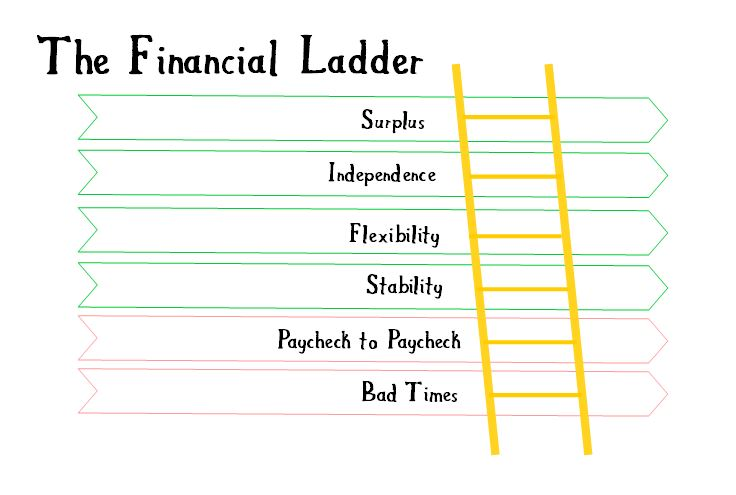 The Financial Ladder
Surplus
Independence
Flexibility
Stability
Paycheck to Paycheck
Bad Times